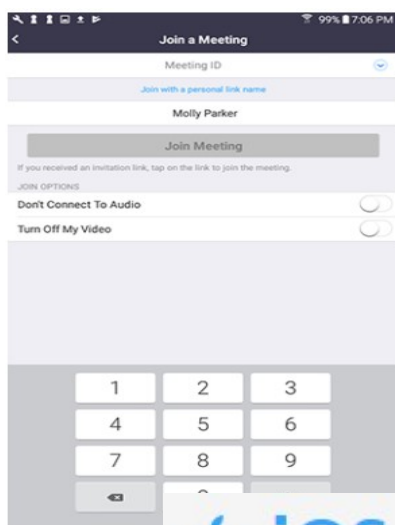 99% 7:06 PM
Join a Meeting
Meeting ID
Join with a personal link name
Molly Parker
Join Meeting
If you received an invitation link, tap on the link to join the meeting.
JOIN OPTIONS
Don't Connect To Audio
Turn Off My Video
1 2 3
4 5 6
7 8 9